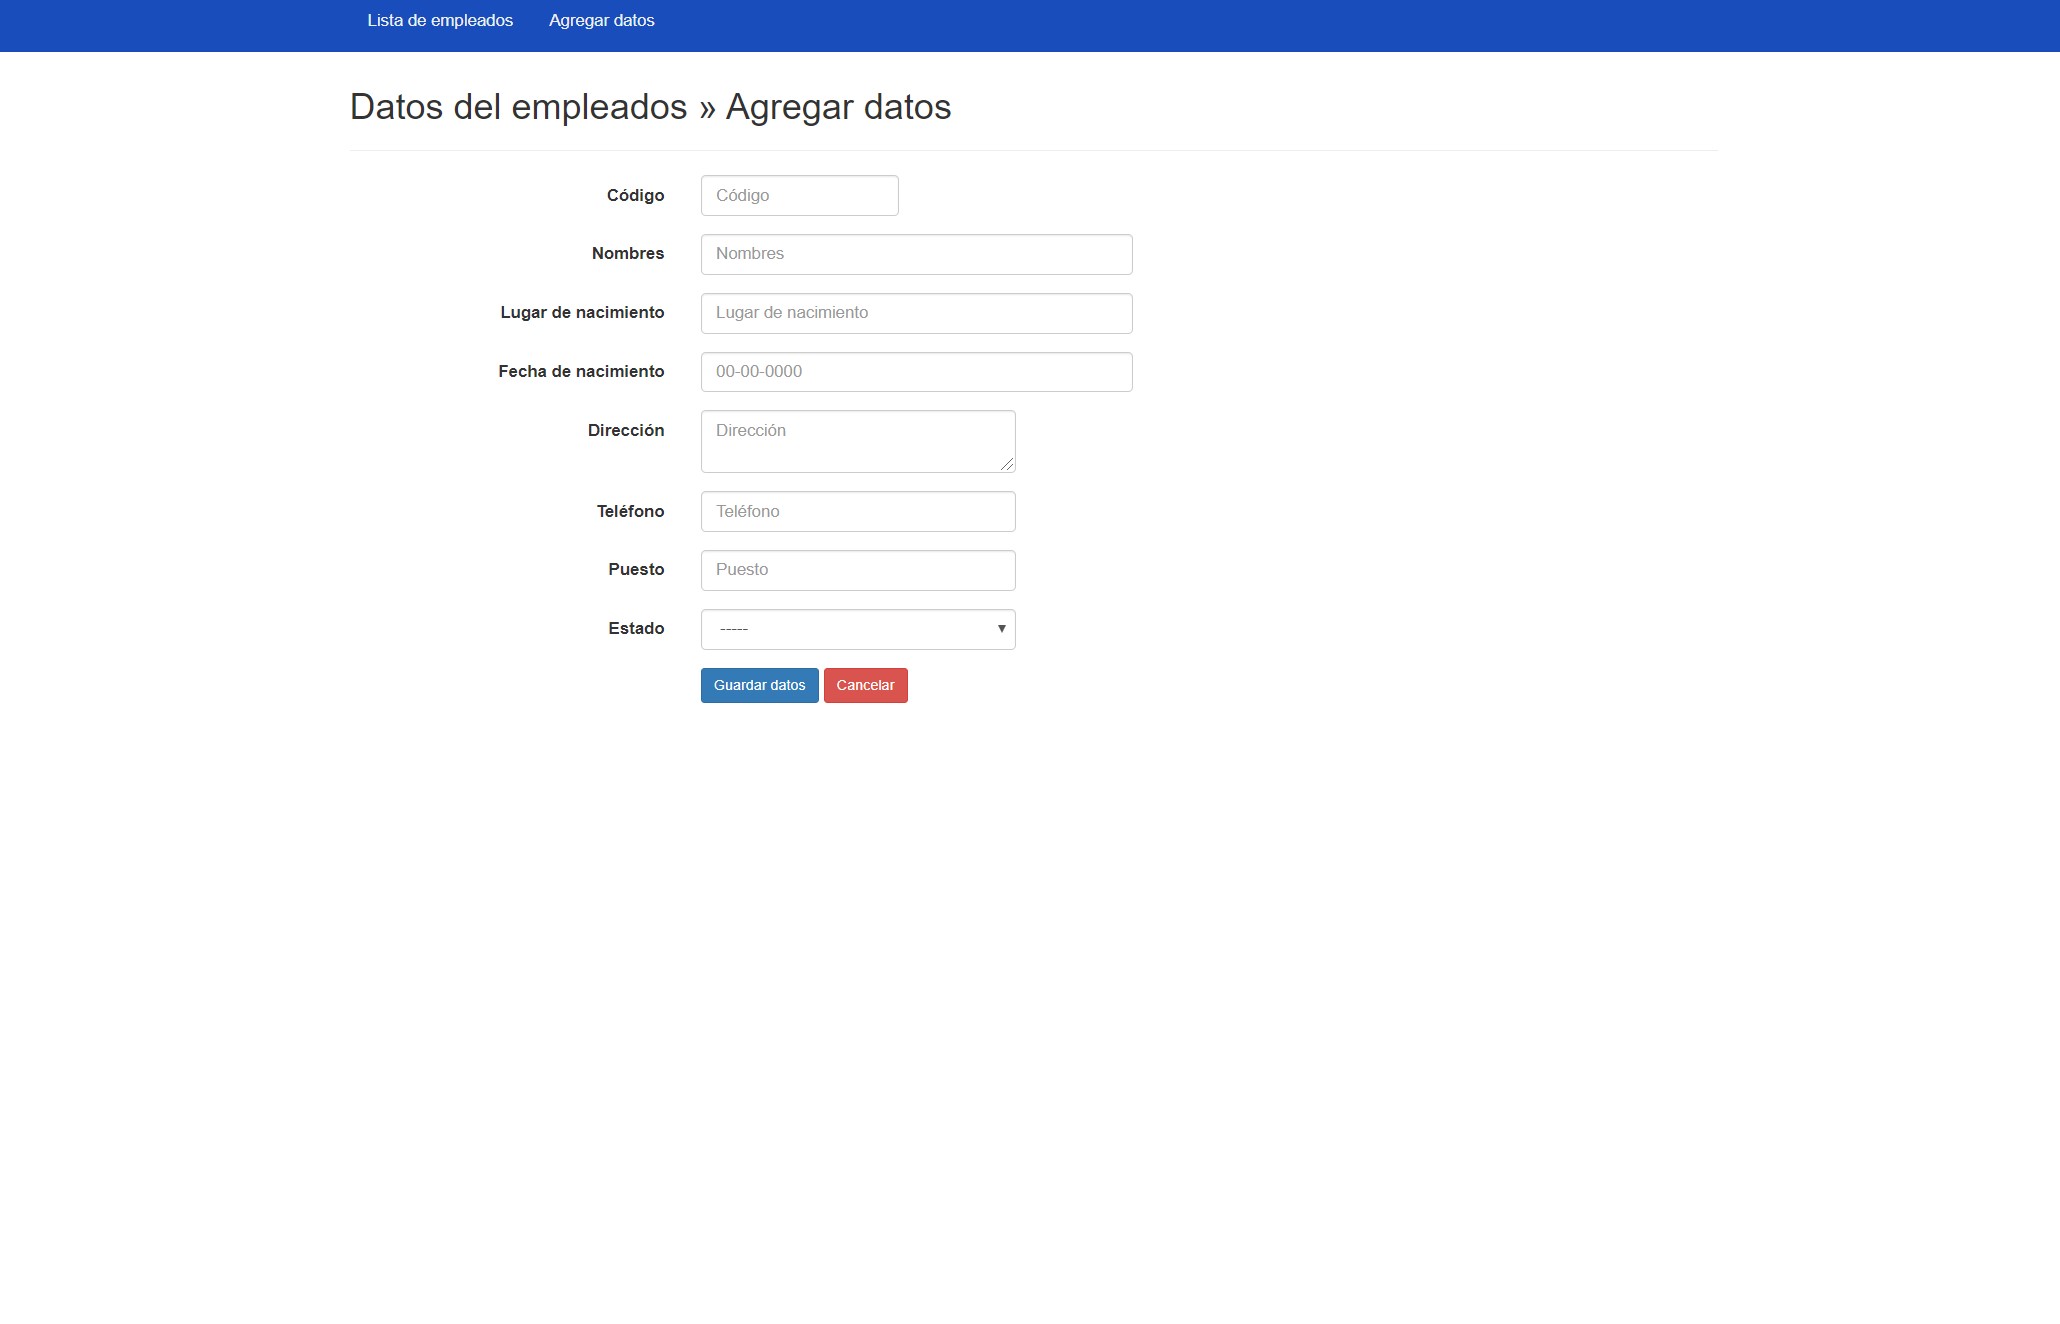 Lista de empleados Agregar datos
Datos del empleados » Agregar datos
Código Código
Nombres Nombres
Lugar de nacimiento Lugar de nacimiento
Fecha de nacimiento 00-00-0000
Dirección Dirección
Teléfono Teléfono
Puesto Puesto
Estado -----
Guardar datos Cancelar